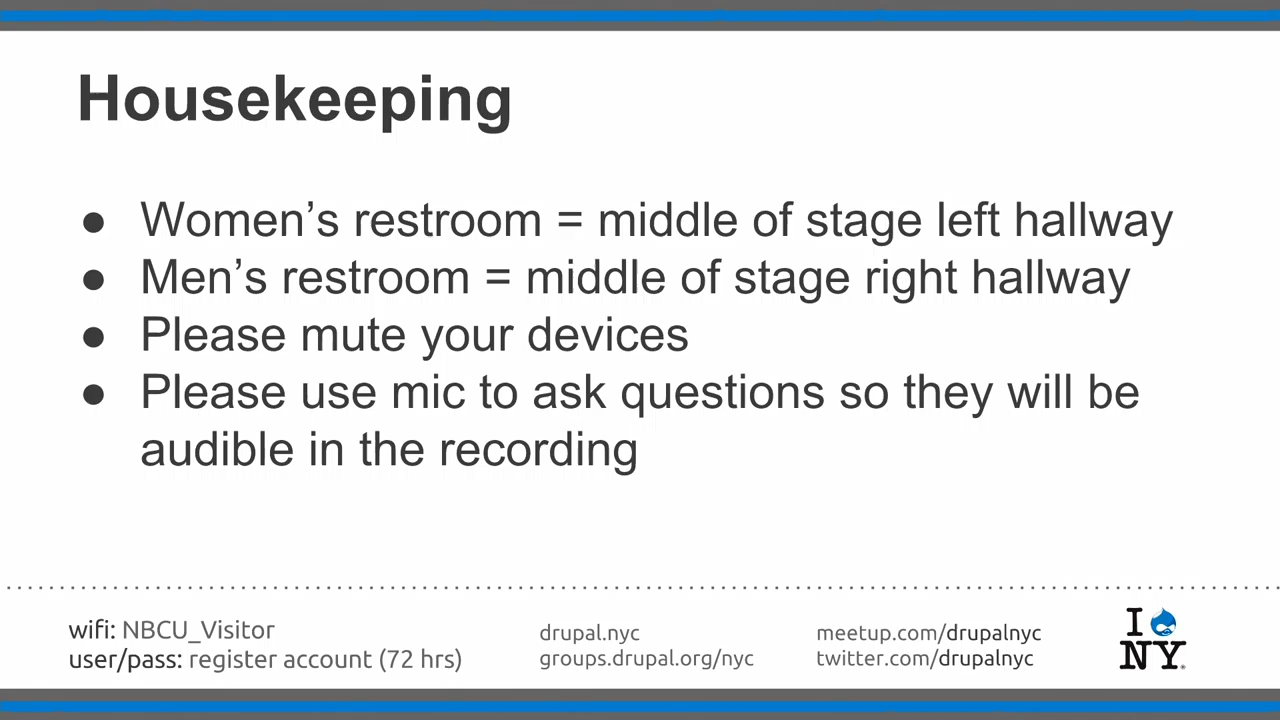 Housekeeping
● Women’s restroom = middle of stage left hallway
● Men’s restroom = middle of stage right hallway
● Please mute your devices
● Please use mic to ask questions so they will be
audible in the recording
wifi: NBCU_Visitor
user/pass: register account (72 hrs)
drupal.nyc
groups.drupal.org/nyc
meetup.com/drupalnyc
twitter.com/drupalnyc
I
NY®